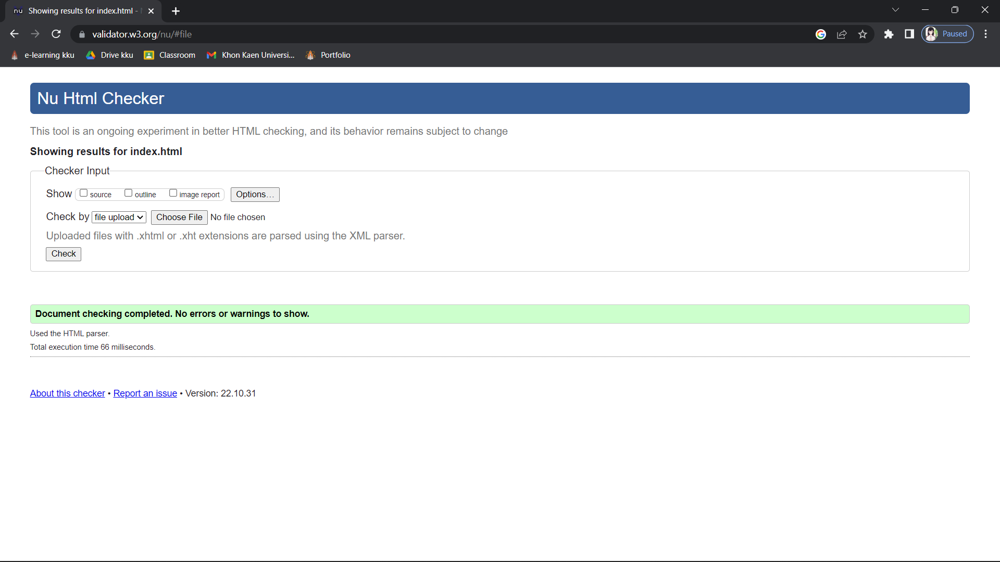 nu Showing results for index.html -
validator.w3.org/nu/#file
Paused
e-learning kku Drive kku Classroom Khon Kaen Universi... Portfolio
Nu Html Checker
This tool is an ongoing experiment in better HTML checking, and its behavior remains subject to change
Showing results for index.html
Checker Input
Show source outline image report Options...
Check by file upload Choose File No file chosen
Uploaded files with .xhtml or .xht extensions are parsed using the XML parser.
Check
Document checking completed. No errors or warnings to show.
Used the HTML parser.
Total execution time 66 milliseconds.
About this checker • Report an issue • Version: 22.10.31